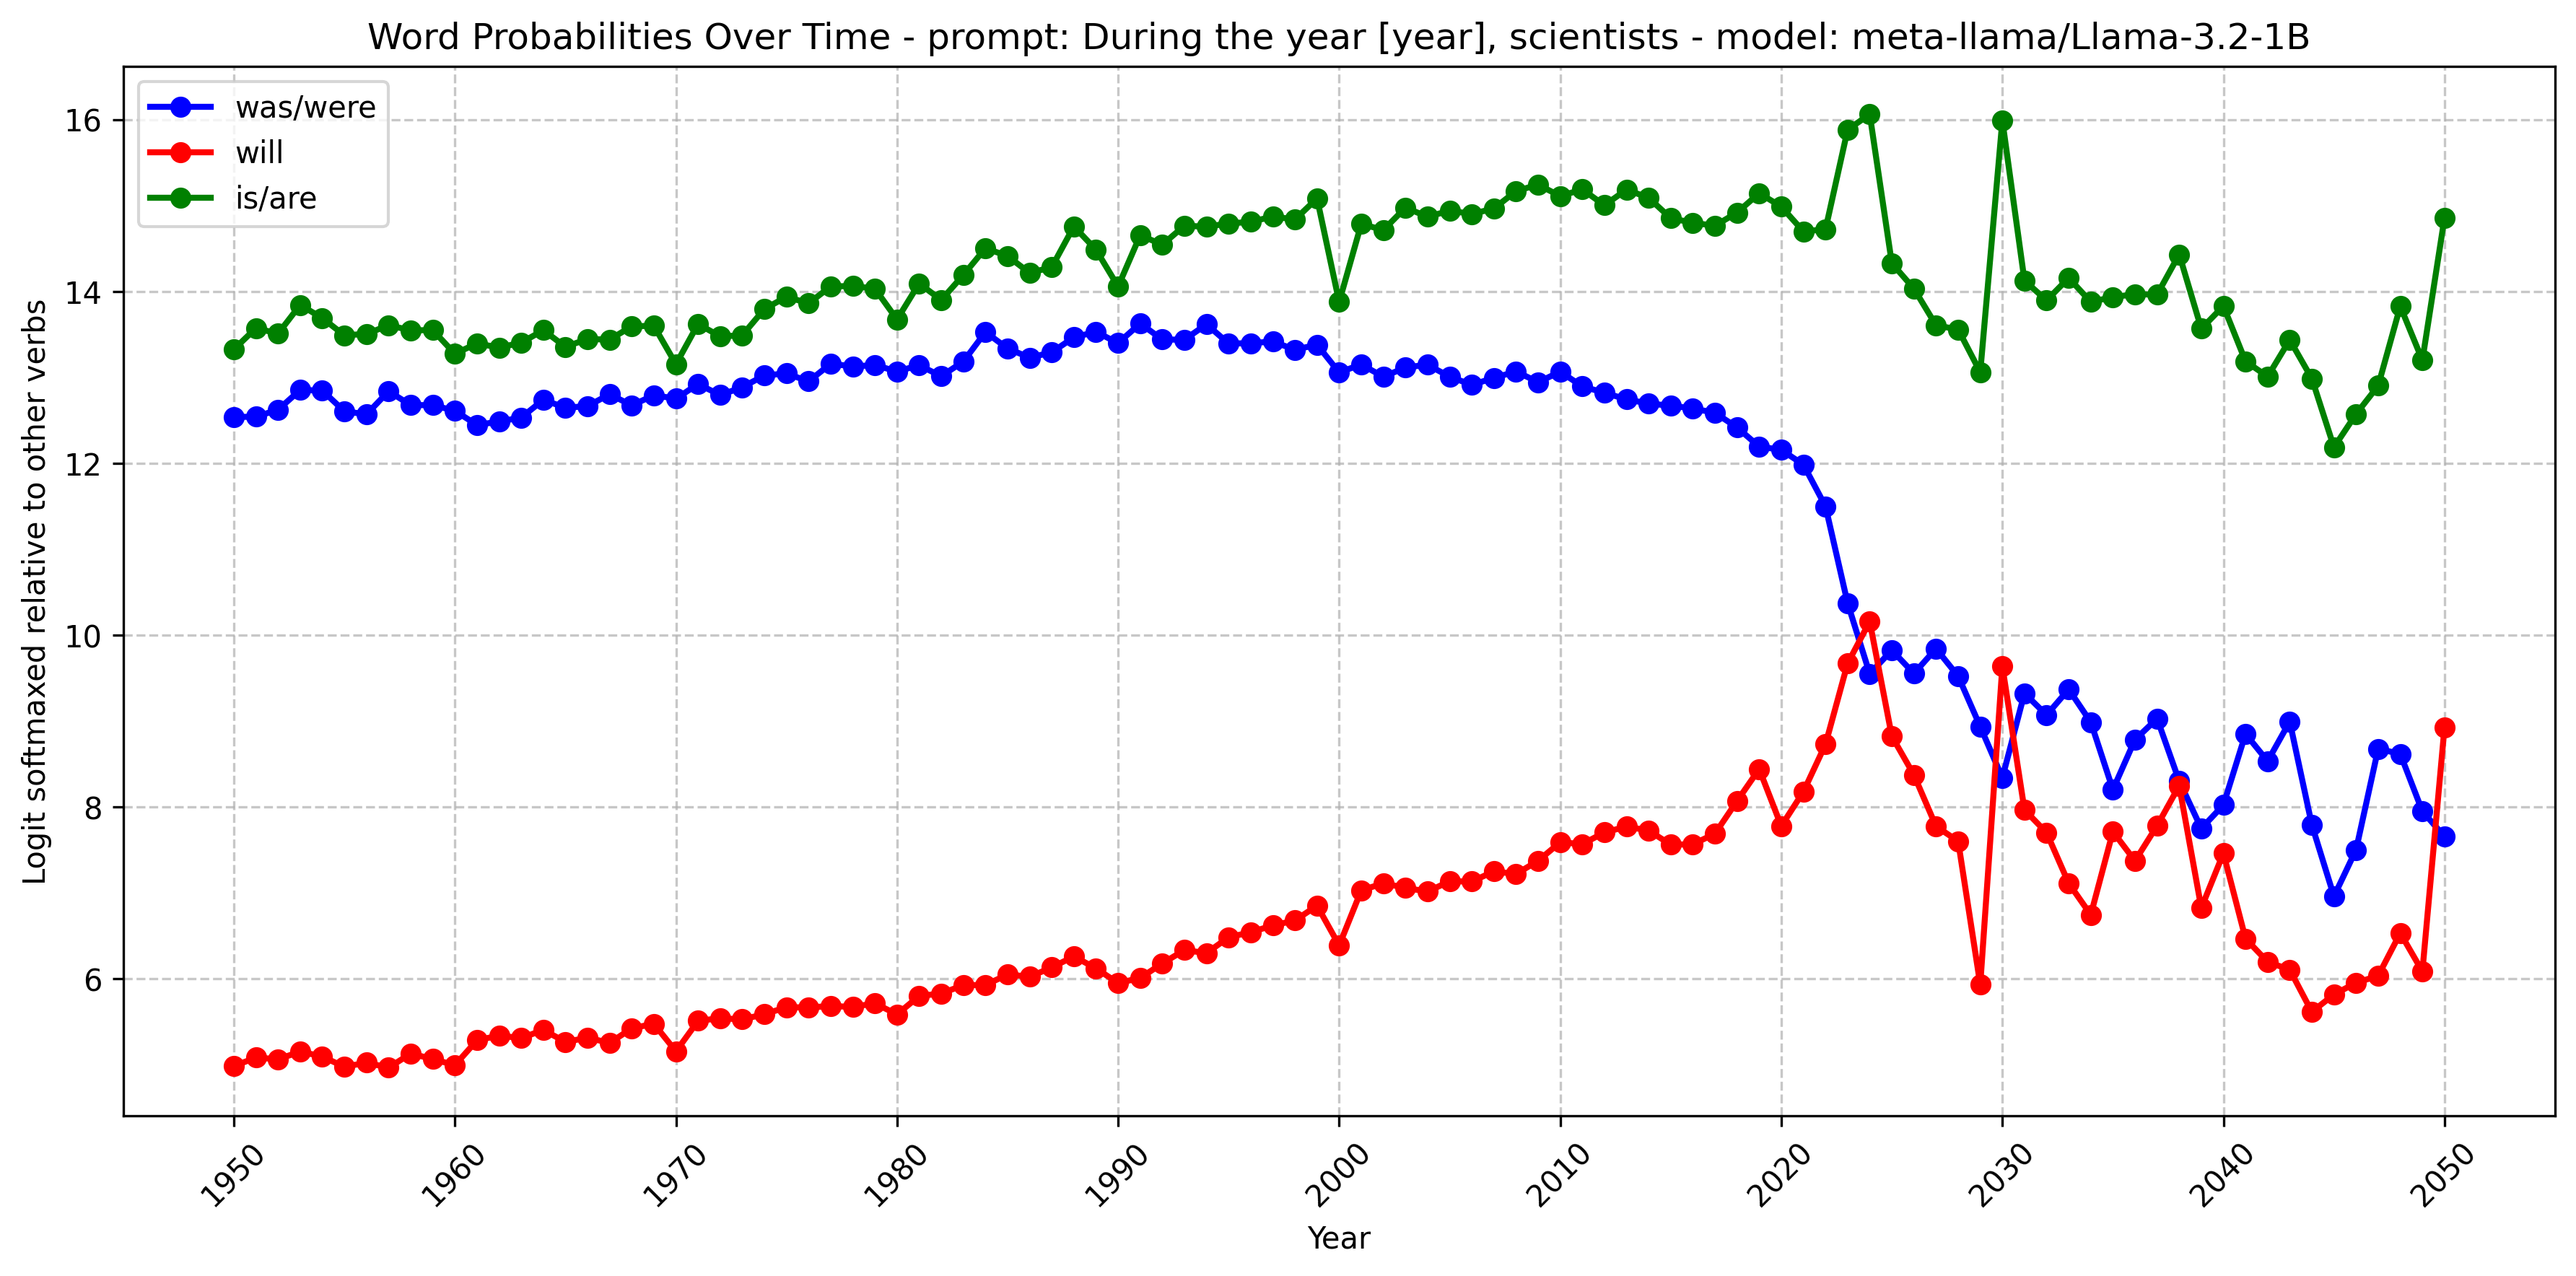 Word Probabilities Over Time - prompt: During the year [year], scientists - model: meta-llama/Llama-3.2-1B
was/were
will
is/are
Logit softmaxed relative to other verbs
16
14
12
10
8
6
1950
1960
1970
1980
1990
2000
2010
2020
2030
2040
2050
Year